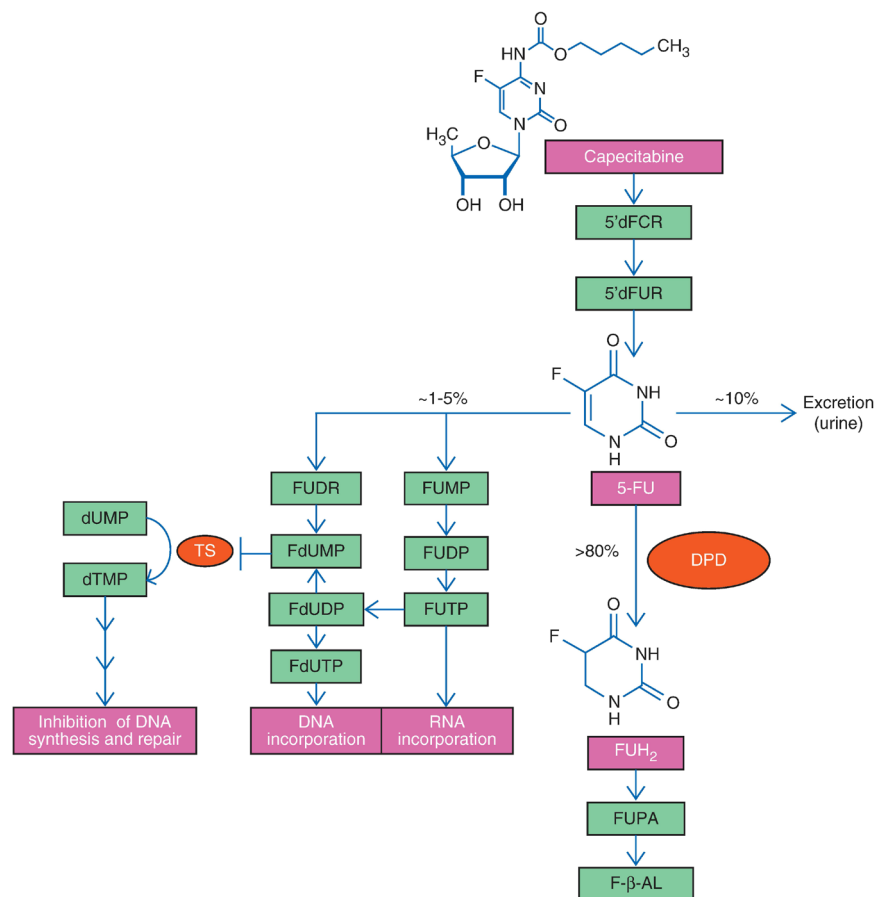 O
NH
O
CH3
F
N
N
O
H3C
O
OH
OH
Capecitabine
5'dFCR
5'dFUR
O
F
NH
O
N
H
~1-5%
~10%
Excretion
(urine)
5-FU
FUDR
FUMP
dUMP
TS
FdUMP
FUDP
>80%
DPD
dTMP
FdUDP
FUTP
O
F
NH
O
N
H
FdUTP
Inhibition of DNA
synthesis and repair
DNA
incorporation
RNA
incorporation
FUH2
FUPA
F-β-AL